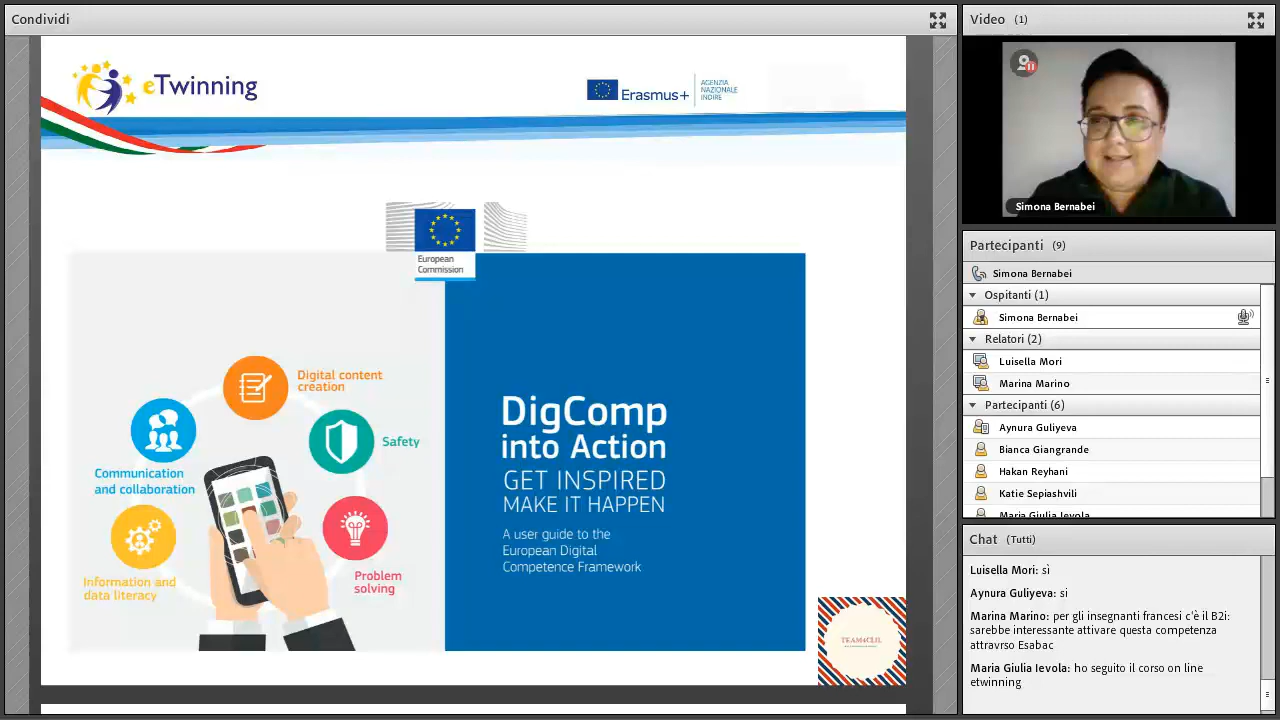 Condividi
eTwinning
Erasmus+
AGENZIA
NAZIONALE
INDIRE
European
Commission
Digital content
creation
Safety
Communication
and collaboration
Information and
data literacy
Problem
solving
DigComp
into Action
GET INSPIRED
MAKE IT HAPPEN
A user guide to the
European Digital
Competence Framework
TEAM4CLIL
Video (1)
Simona Bernabei
Partecipanti (9)
Simona Bernabei
Ospitanti (1)
Simona Bernabei
Relatori (2)
Luisella Mori
Marina Marino
Partecipanti (6)
Aynura Guliyeva
Bianca Giangrande
Hakan Reyhani
Katie Sepiashvili
Maria Giulia Ievola
Chat (Tutti)
Luisella Mori: sì
Aynura Guliyeva: si
Marina Marino: per gli insegnanti francesi c'è il B2i:
sarebbe interessante attivare questa competenza
attravrso Esabac
Maria Giulia Ievola: ho seguito il corso on line
etwinning